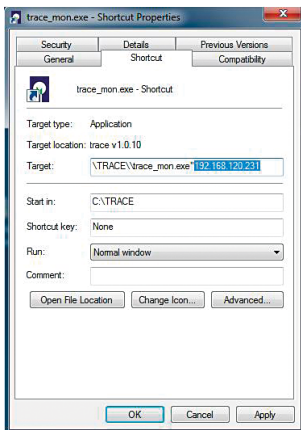 trace_mon.exe - Shortcut Properties
Security Details Previous Versions
General Shortcut Compatibility
trace_mon.exe - Shortcut
Target type: Application
Target location: trace v1.0.10
Target: \TRACE\\trace_mon.exe"192.168.120.231
Start in: C:\TRACE
Shortcut key: None
Run: Normal window
Comment:
Open File Location Change Icon... Advanced...
OK Cancel Apply